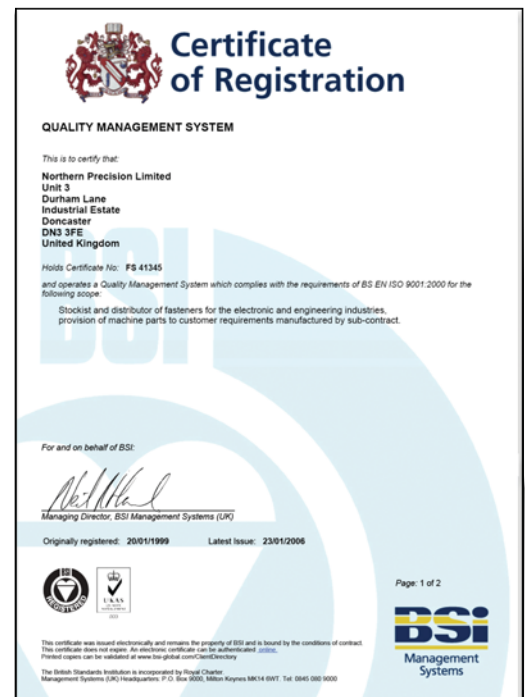 Certificate
of Registration
QUALITY MANAGEMENT SYSTEM
This is to certify that:
Northern Precision Limited
Unit 3
Durham Lane
Industrial Estate
Doncaster
DN3 3FE
United Kingdom
Holds Certificate No: FS 41345
and operates a Quality Management System which complies with the requirements of BS EN ISO 9001:2000 for the
following scope:
Stockist and distributor of fasteners for the electronic and engineering industries,
provision of machine parts to customer requirements manufactured by sub-contract.
BSI
For and on behalf of BSI:
Managing Director, BSI Management Systems (UK)
Originally registered: 20/01/1999 Latest Issue: 23/01/2006
Page: 1 of 2
REGISTERED
UKAS
BSi
Management
Systems
This certificate was issued electronically and remains the property of BSI and is bound by the conditions of contract.
This certificate does not expire. An electronic certificate can be authenticated online.
Printed copies can be validated at www.bsi-global.com/ClientDirectory
The British Standards Institution is incorporated by Royal Charter.
Management Systems (UK) Headquarters: P.O. Box 9000, Milton Keynes MK14 6WT. Tel: 0845 080 9000